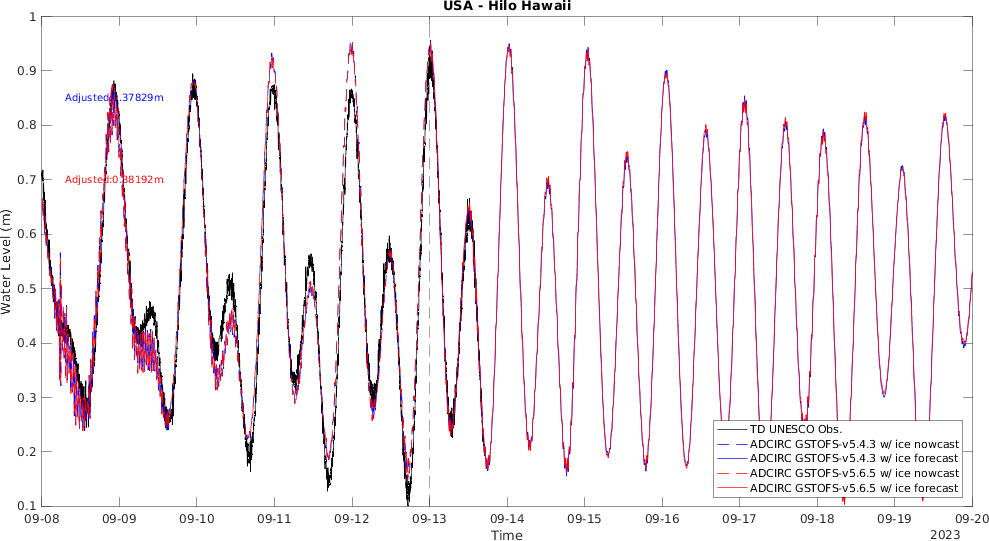 USA - Hilo Hawaii
1
0.9
0.8
0.7
0.6
0.5
0.4
0.3
0.2
0.1
Water Level (m)
Adjusted:0.37829m
Adjusted:0.38192m
TD UNESCO Obs.
ADCIRC GSTOFS-v5.4.3 w/ ice nowcast
ADCIRC GSTOFS-v5.4.3 w/ ice forecast
ADCIRC GSTOFS-v5.6.5 w/ ice nowcast
ADCIRC GSTOFS-v5.6.5 w/ ice forecast
09-08 09-09 09-10 09-11 09-12 09-13 09-14 09-15 09-16 09-17 09-18 09-19 09-20
Time
2023